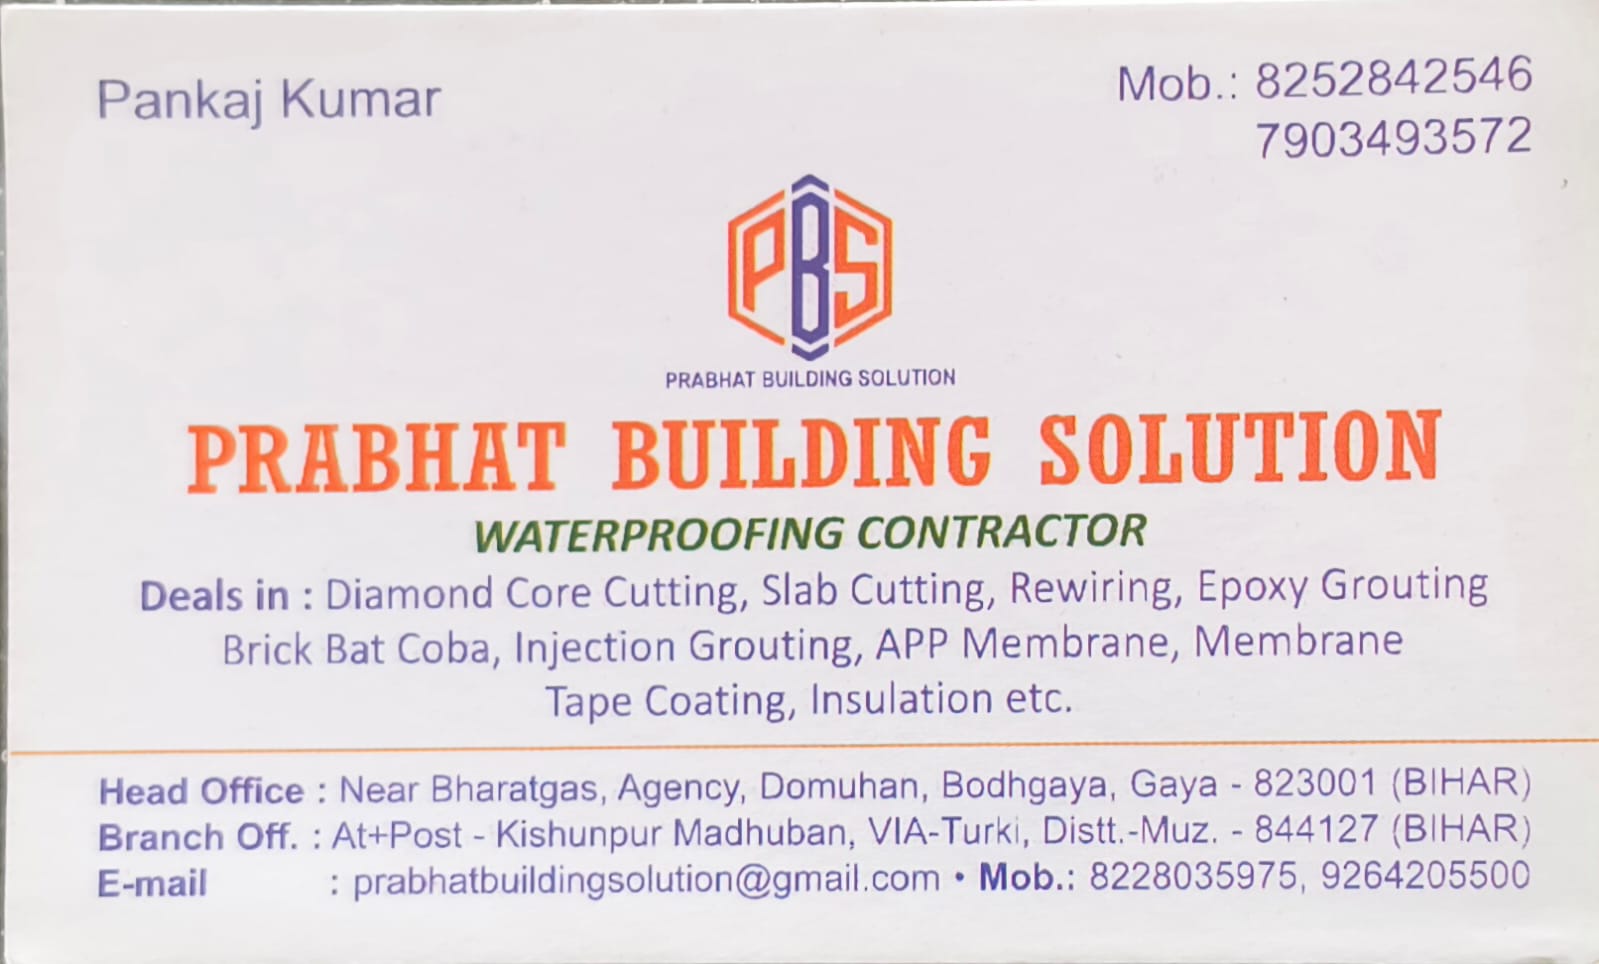 Pankaj Kumar
Mob.: 8252842546
7903493572
PBS
PRABHAT BUILDING SOLUTION
PRABHAT BUILDING SOLUTION
WATERPROOFING CONTRACTOR
Deals in : Diamond Core Cutting, Slab Cutting, Rewiring, Epoxy Grouting
Brick Bat Coba, Injection Grouting, APP Membrane, Membrane
Tape Coating, Insulation etc.
Head Office : Near Bharatgas, Agency, Domuhan, Bodhgaya, Gaya - 823001 (BIHAR)
Branch Off. : At+Post - Kishunpur Madhuban, VIA-Turki, Distt.-Muz. - 844127 (BIHAR)
E-mail : prabhatbuildingsolution@gmail.com • Mob.: 8228035975, 9264205500